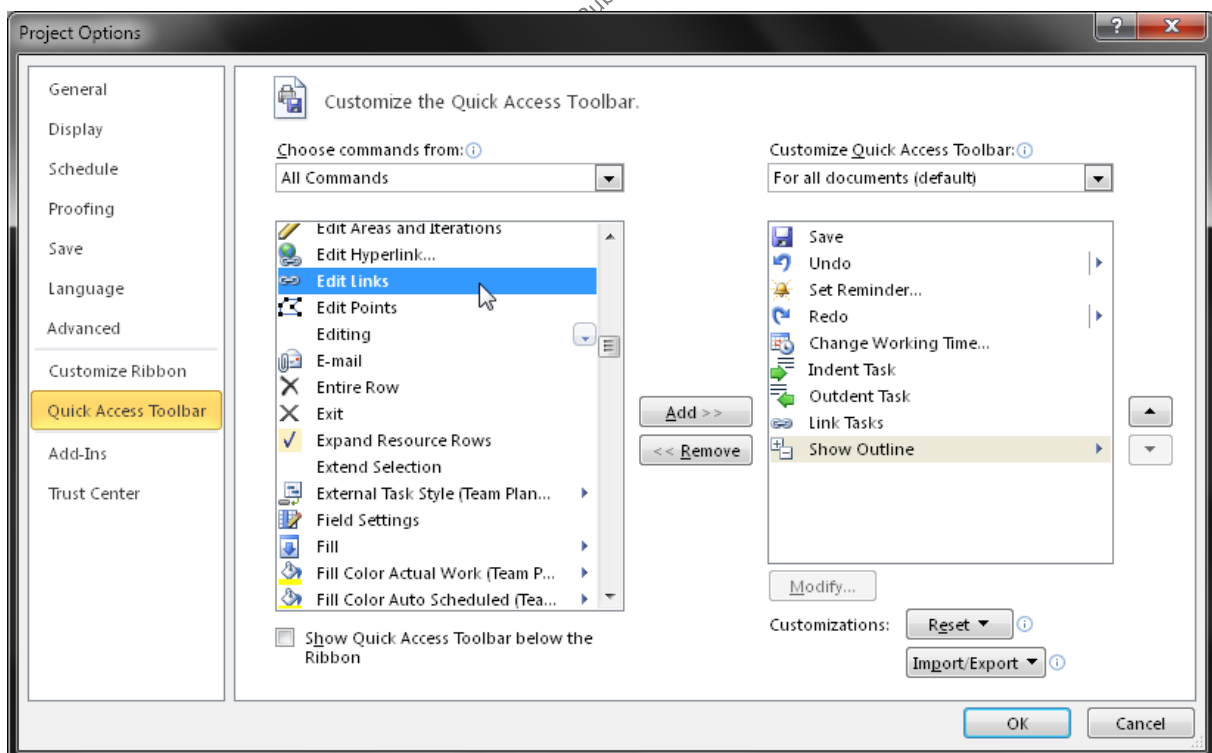 Project Options
?
X
General
Display
Schedule
Proofing
Save
Language
Advanced
Customize Ribbon
Quick Access Toolbar
Add-Ins
Trust Center
Customize the Quick Access Toolbar.
Choose commands from:
All Commands
Edit Areas and Iterations
Edit Hyperlink...
Edit Links
Edit Points
Editing
E-mail
Entire Row
Exit
Expand Resource Rows
Extend Selection
External Task Style (Team Plan...
Field Settings
Fill
Fill Color Actual Work (Team P...
Fill Color Auto Scheduled (Tea...
Show Quick Access Toolbar below the
Ribbon
Add >>
<< Remove
Customize Quick Access Toolbar:
For all documents (default)
Save
Undo
Set Reminder...
Redo
Change Working Time...
Indent Task
Outdent Task
Link Tasks
Show Outline
Modify...
Customizations:
Reset
Import/Export
OK
Cancel